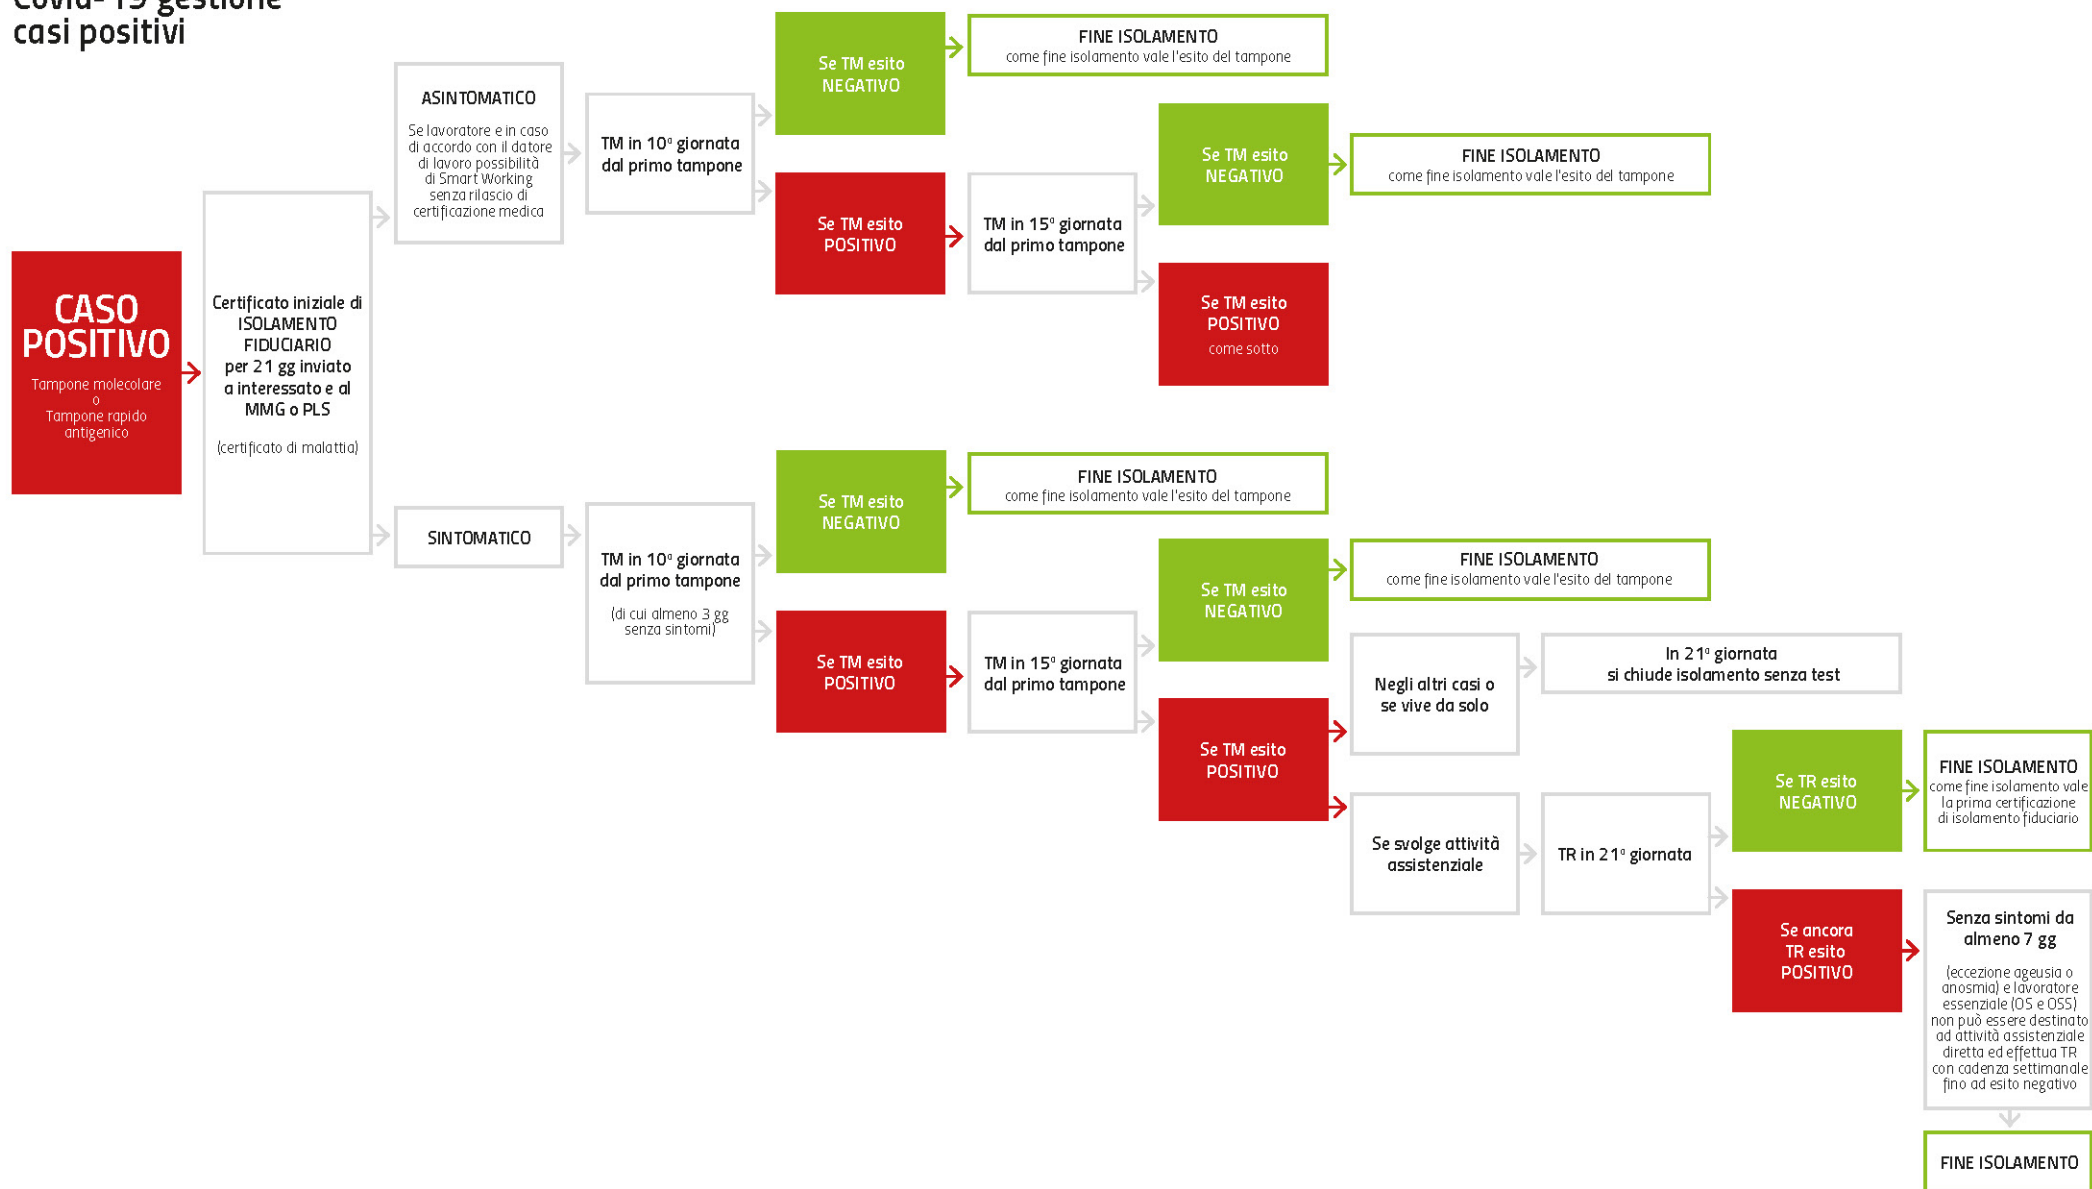 Covid-19 gestione
casi positivi
CASO
POSITIVO
Tampone molecolare
o
Tampone rapido
antigenico
Certificato iniziale di
ISOLAMENTO
FIDUCIARIO
per 21 gg inviato
a interessato e al
MMG o PLS
(certificato di malattia)
ASINTOMATICO
Se lavoratore e in caso
di accordo con il datore
di lavoro possibilità
di Smart Working
senza rilascio di
certificazione medica
TM in 10ª giornata
dal primo tampone
Se TM esito
NEGATIVO
FINE ISOLAMENTO
come fine isolamento vale l'esito del tampone
Se TM esito
POSITIVO
TM in 15ª giornata
dal primo tampone
Se TM esito
NEGATIVO
FINE ISOLAMENTO
come fine isolamento vale l'esito del tampone
Se TM esito
POSITIVO
come sotto
SINTOMATICO
TM in 10ª giornata
dal primo tampone
(di cui almeno 3 gg
senza sintomi)
Se TM esito
NEGATIVO
FINE ISOLAMENTO
come fine isolamento vale l'esito del tampone
Se TM esito
POSITIVO
TM in 15ª giornata
dal primo tampone
Se TM esito
NEGATIVO
FINE ISOLAMENTO
come fine isolamento vale l'esito del tampone
Se TM esito
POSITIVO
Negli altri casi o
se vive da solo
In 21ª giornata
si chiude isolamento senza test
Se svolge attività
assistenziale
TR in 21ª giornata
Se TR esito
NEGATIVO
FINE ISOLAMENTO
come fine isolamento vale
la prima certificazione
di isolamento fiduciario
Se ancora
TR esito
POSITIVO
Senza sintomi da
almeno 7 gg
(eccezione ageusia o
anosmia) e lavoratore
essenziale (OS e OSS)
non può essere destinato
ad attività assistenziale
diretta ed effettua TR
con cadenza settimanale
fino ad esito negativo
FINE ISOLAMENTO